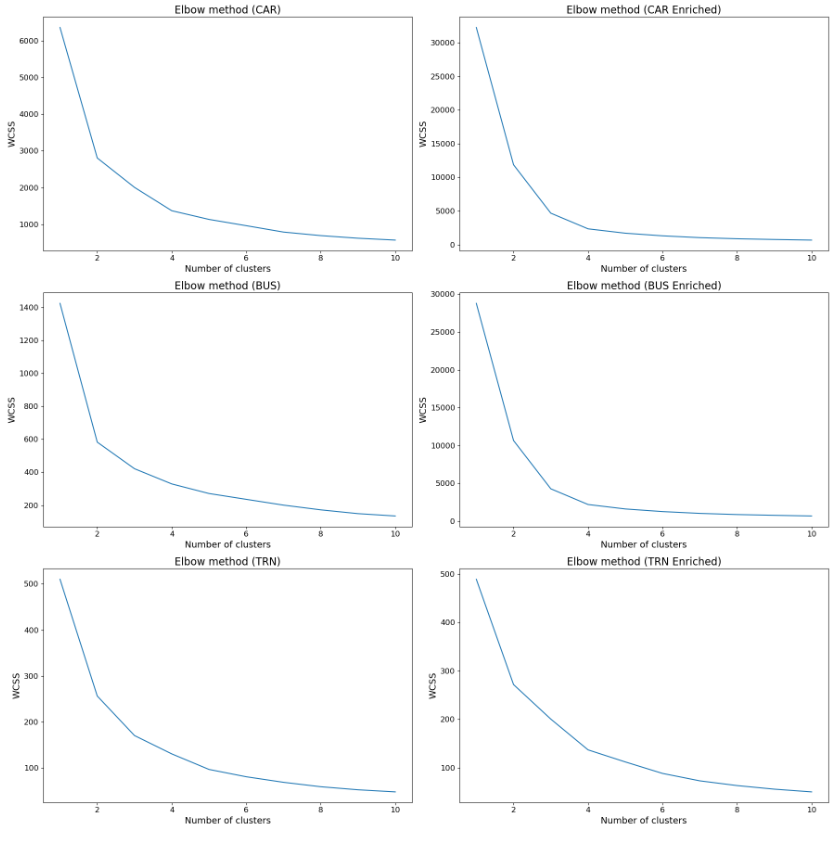 Elbow method (CAR)
WCSS
6000
5000
4000
3000
2000
1000
2 4 6 8 10
Number of clusters
Elbow method (CAR Enriched)
WCSS
30000
25000
20000
15000
10000
5000
0
2 4 6 8 10
Number of clusters
Elbow method (BUS)
WCSS
1400
1200
1000
800
600
400
200
2 4 6 8 10
Number of clusters
Elbow method (BUS Enriched)
WCSS
30000
25000
20000
15000
10000
5000
0
2 4 6 8 10
Number of clusters
Elbow method (TRN)
WCSS
500
400
300
200
100
2 4 6 8 10
Number of clusters
Elbow method (TRN Enriched)
WCSS
500
400
300
200
100
2 4 6 8 10
Number of clusters